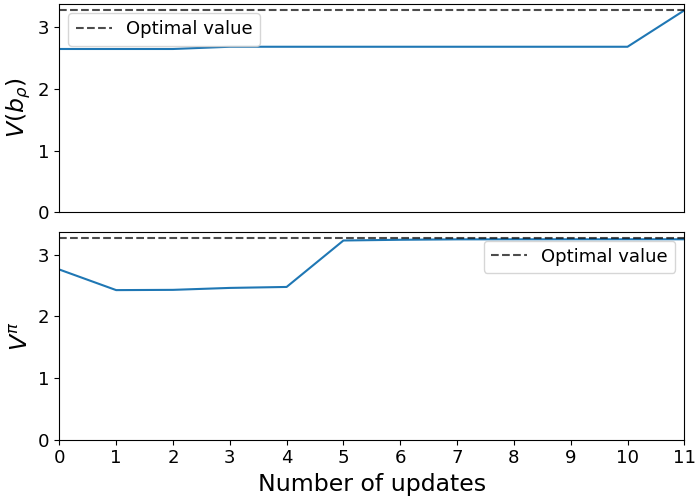 3
2
1
0
V(b_ρ)
Optimal value
3
2
1
0
V^π
Optimal value
0 1 2 3 4 5 6 7 8 9 10 11
Number of updates